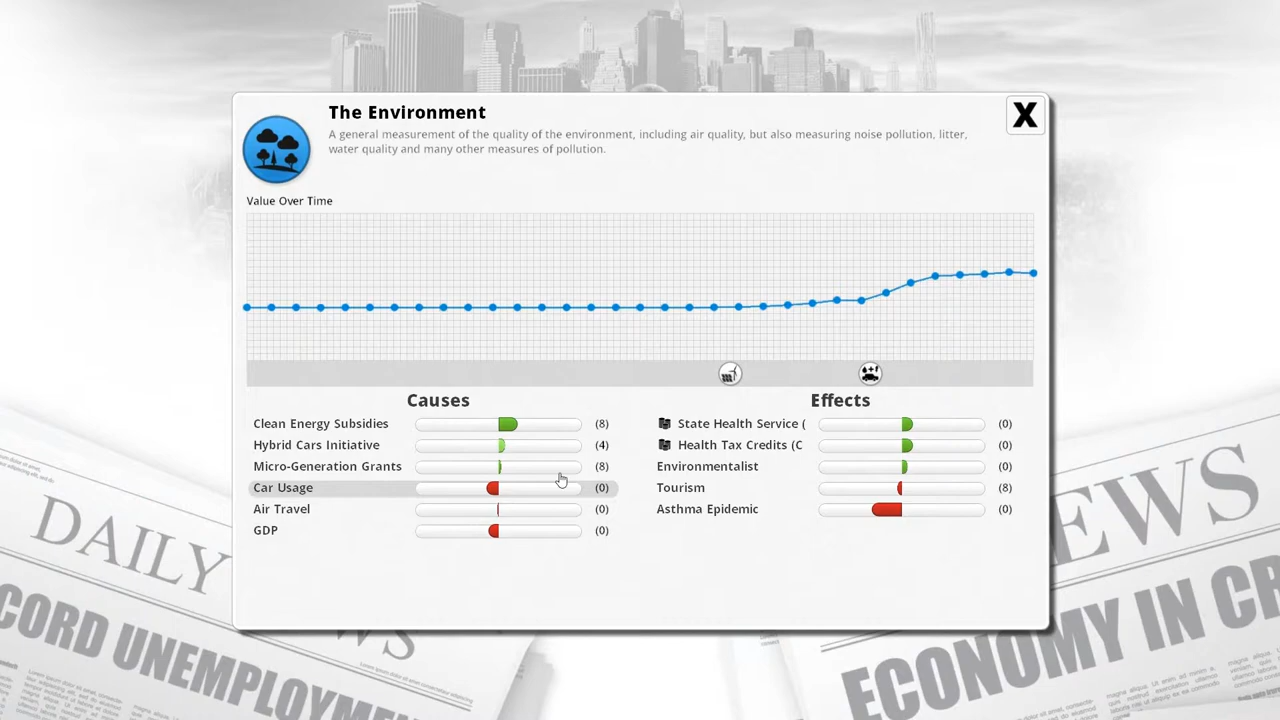 The Environment
X
A general measurement of the quality of the environment, including air quality, but also measuring noise pollution, litter,
water quality and many other measures of pollution.
Value Over Time
Causes
Clean Energy Subsidies (8)
Hybrid Cars Initiative (4)
Micro-Generation Grants (8)
Car Usage (0)
Air Travel (0)
GDP (0)
Effects
State Health Service ( (0)
Health Tax Credits (C (0)
Environmentalist (0)
Tourism (8)
Asthma Epidemic (0)
DAILY
NEWS
CORD UNEMPLOYME
EWS
ECONOMY IN CR